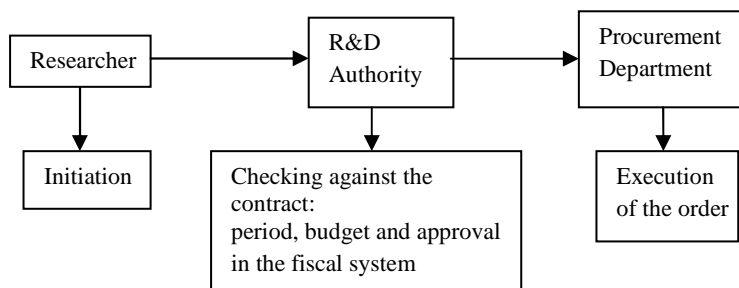 Researcher
R&D
Authority
Procurement
Department
Initiation
Checking against the
contract:
period, budget and approval
in the fiscal system
Execution
of the order